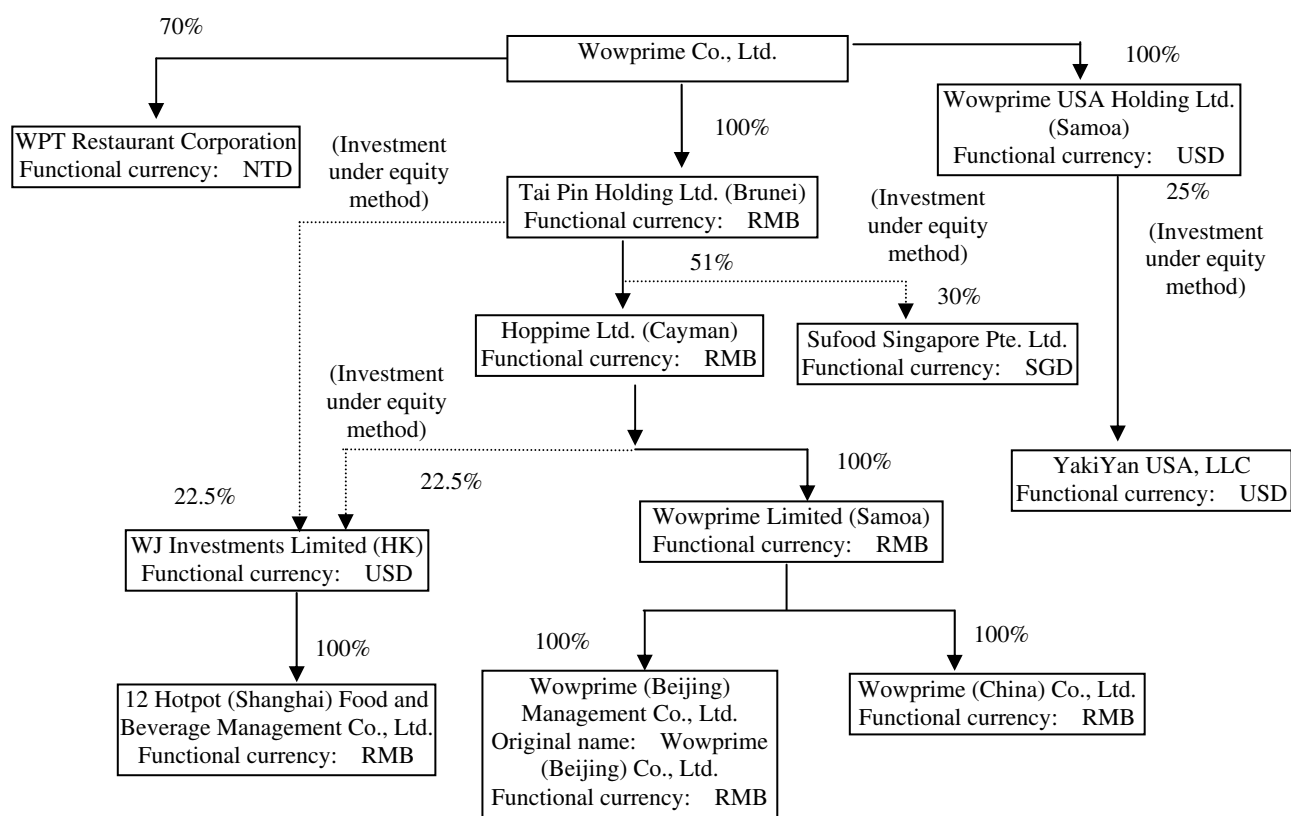 70%
Wowprime Co., Ltd.
100%
WPT Restaurant Corporation
Functional currency: NTD
100%
Wowprime USA Holding Ltd.
(Samoa)
Functional currency: USD
(Investment
under equity
method)
Tai Pin Holding Ltd. (Brunei)
Functional currency: RMB
(Investment
under equity
method)
25%
(Investment
under equity
method)
51%
30%
Hoppime Ltd. (Cayman)
Functional currency: RMB
Sufood Singapore Pte. Ltd.
Functional currency: SGD
(Investment
under equity
method)
22.5%
22.5%
100%
YakiYan USA, LLC
Functional currency: USD
WJ Investments Limited (HK)
Functional currency: USD
Wowprime Limited (Samoa)
Functional currency: RMB
100%
100%
100%
12 Hotpot (Shanghai) Food and
Beverage Management Co., Ltd.
Functional currency: RMB
Wowprime (Beijing)
Management Co., Ltd.
Original name: Wowprime
(Beijing) Co., Ltd.
Functional currency: RMB
Wowprime (China) Co., Ltd.
Functional currency: RMB